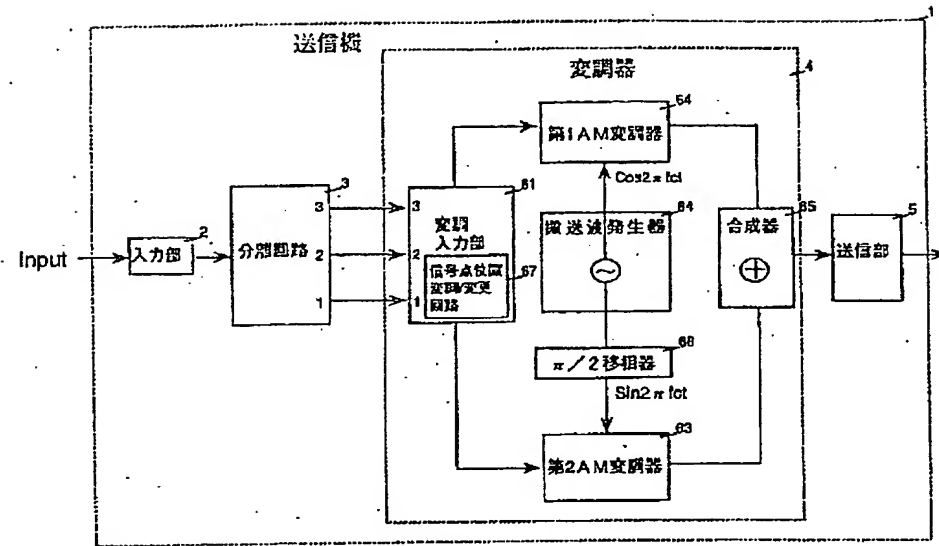 1
送信機
変調器
4
64
第1AM変調器
Cos2πfct
3
分割回路
3
2
1
61
3
2
1
変調
入力部
信号点位置
変調/変更
回路
67
64
搬送波発生器
65
合成器
5
送信部
Input
2
入力部
68
π/2移相器
Sin2πfct
63
第2AM変調器